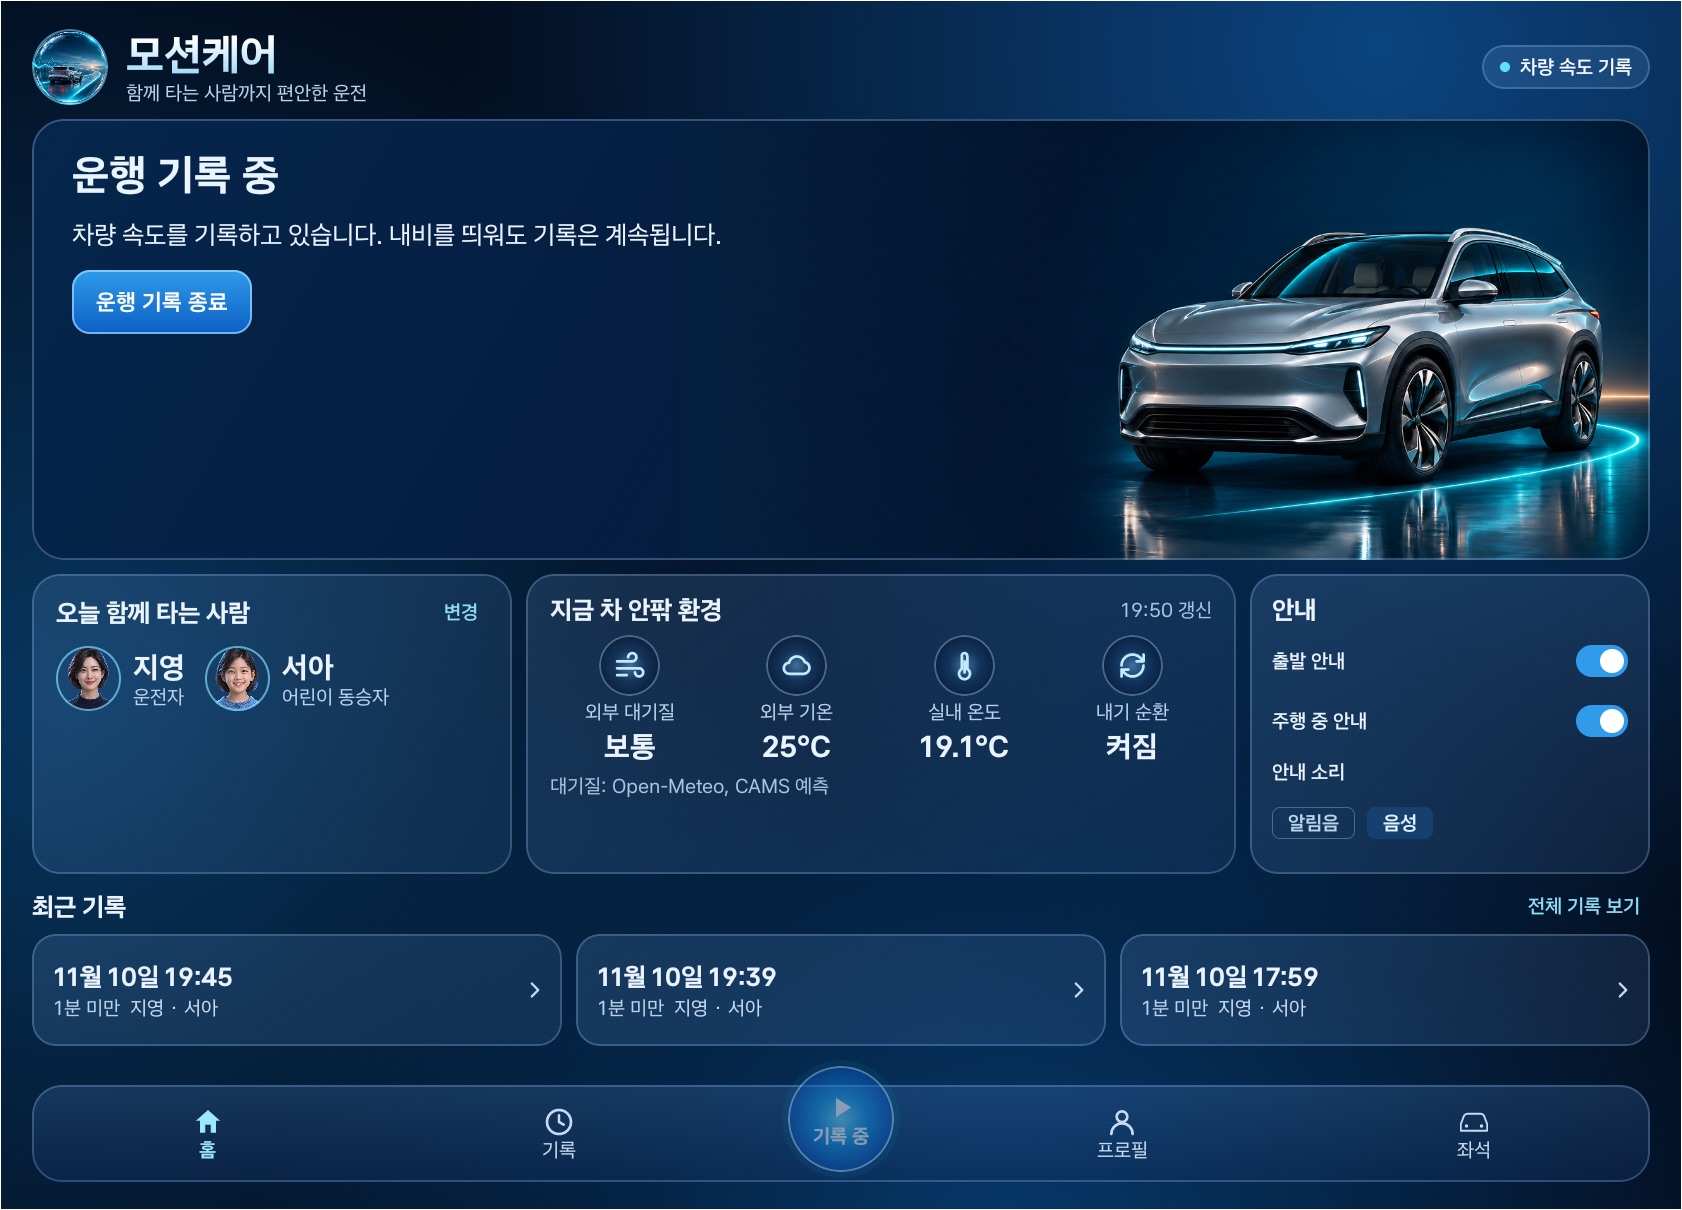 모션케어
함께 타는 사람까지 편안한 운전
차량 속도 기록
운행 기록 중
차량 속도를 기록하고 있습니다. 내비를 띄워도 기록은 계속됩니다.
운행 기록 종료
오늘 함께 타는 사람
변경
지영
운전자
서아
어린이 동승자
지금 차 안팎 환경
19:50 갱신
외부 대기질
보통
외부 기온
25°C
실내 온도
19.1°C
내기 순환
켜짐
대기질: Open-Meteo, CAMS 예측
안내
출발 안내
주행 중 안내
안내 소리
알림음
음성
최근 기록
전체 기록 보기
11월 10일 19:45
1분 미만 지영 · 서아
11월 10일 19:39
1분 미만 지영 · 서아
11월 10일 17:59
1분 미만 지영 · 서아
홈
기록
기록 중
프로필
좌석